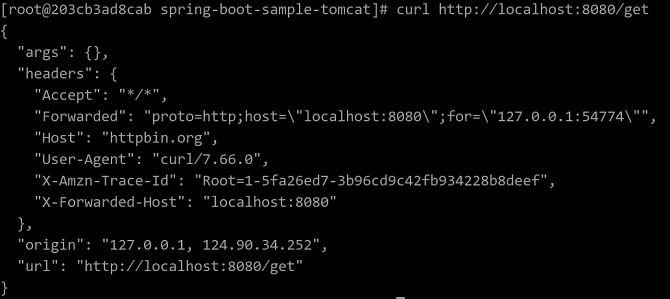 [root@203cb3ad8cab spring-boot-sample-tomcat]# curl http://localhost:8080/get
{
  "args": {},
  "headers": {
    "Accept": "*/*",
    "Forwarded": "proto=http;host=\"localhost:8080\";for=\"127.0.0.1:54774\"",
    "Host": "httpbin.org",
    "User-Agent": "curl/7.66.0",
    "X-Amzn-Trace-Id": "Root=1-5fa26ed7-3b96cd9c42fb934228b8deef",
    "X-Forwarded-Host": "localhost:8080"
  },
  "origin": "127.0.0.1, 124.90.34.252",
  "url": "http://localhost:8080/get"
}